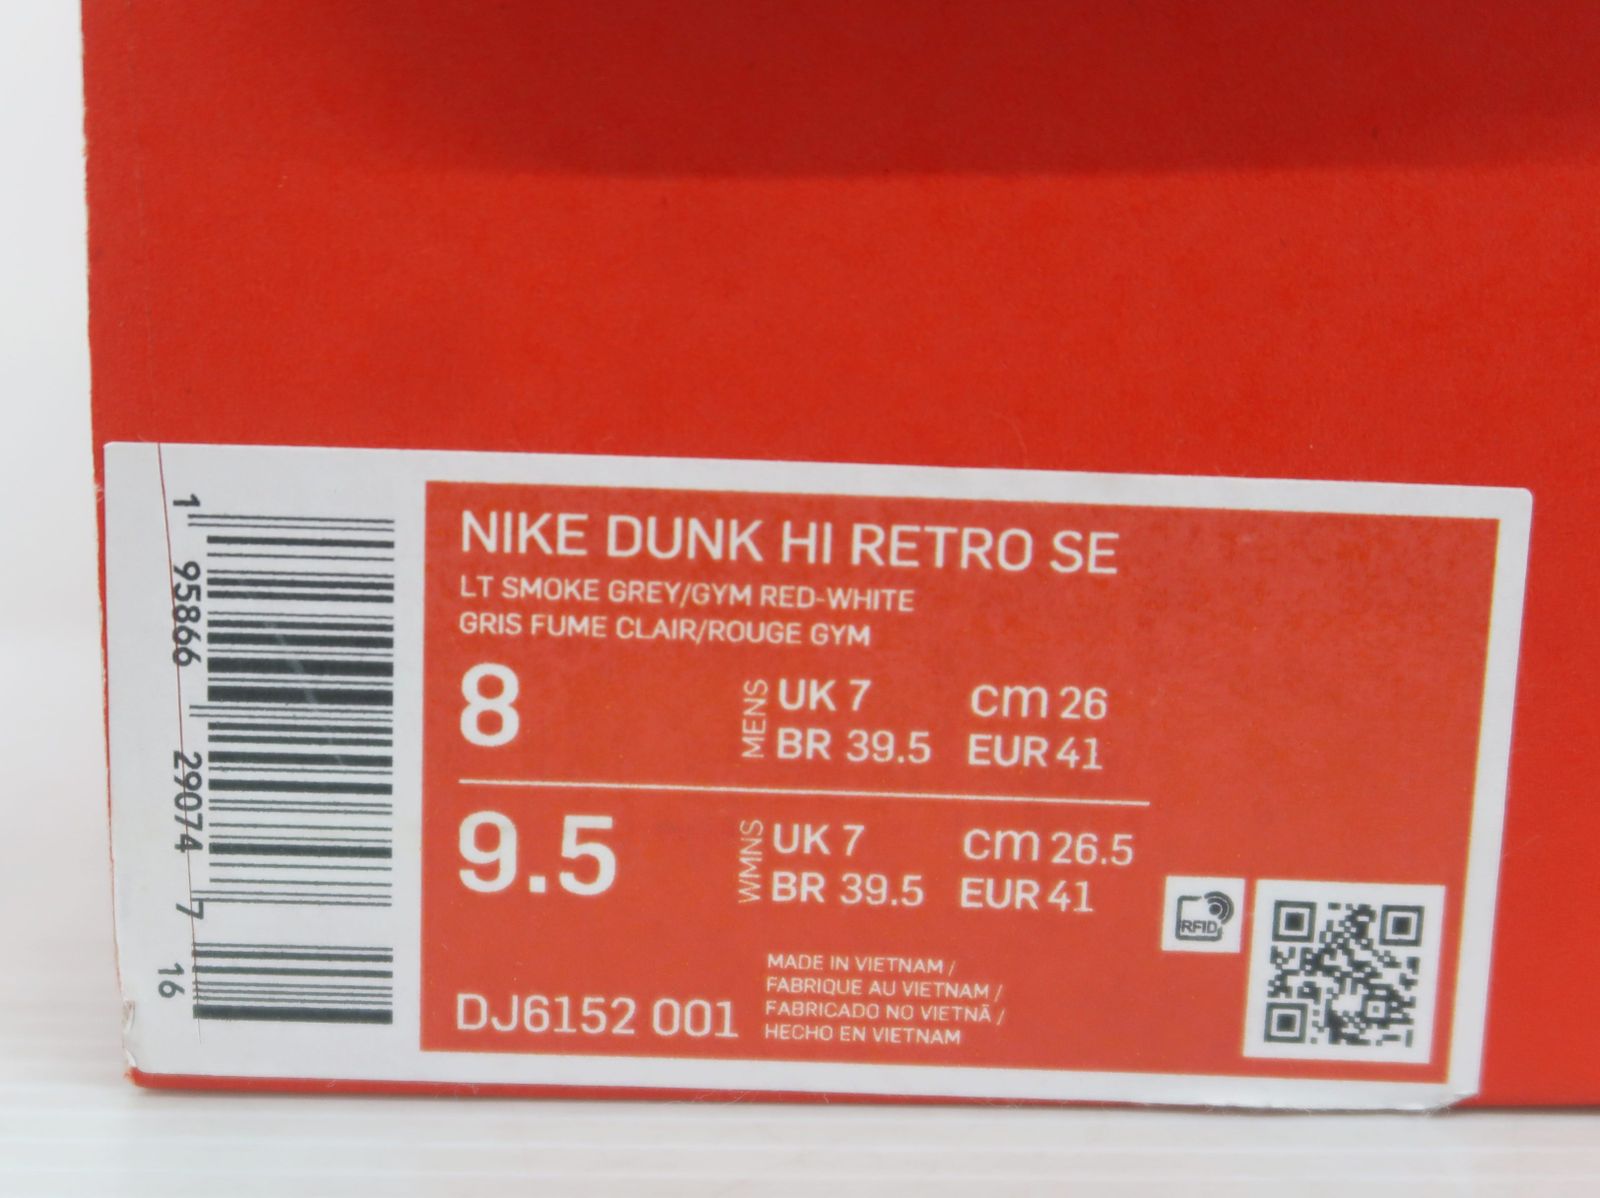 1 95866 29074 7
16
NIKE DUNK HI RETRO SE
LT SMOKE GREY/GYM RED-WHITE
GRIS FUME CLAIR/ROUGE GYM
8
MENS
UK 7 cm 26
BR 39.5 EUR 41
9.5
WMNS
UK 7 cm 26.5
BR 39.5 EUR 41
RFID
DJ6152 001
MADE IN VIETNAM /
FABRIQUE AU VIETNAM /
FABRICADO NO VIETNÃ /
HECHO EN VIETNAM